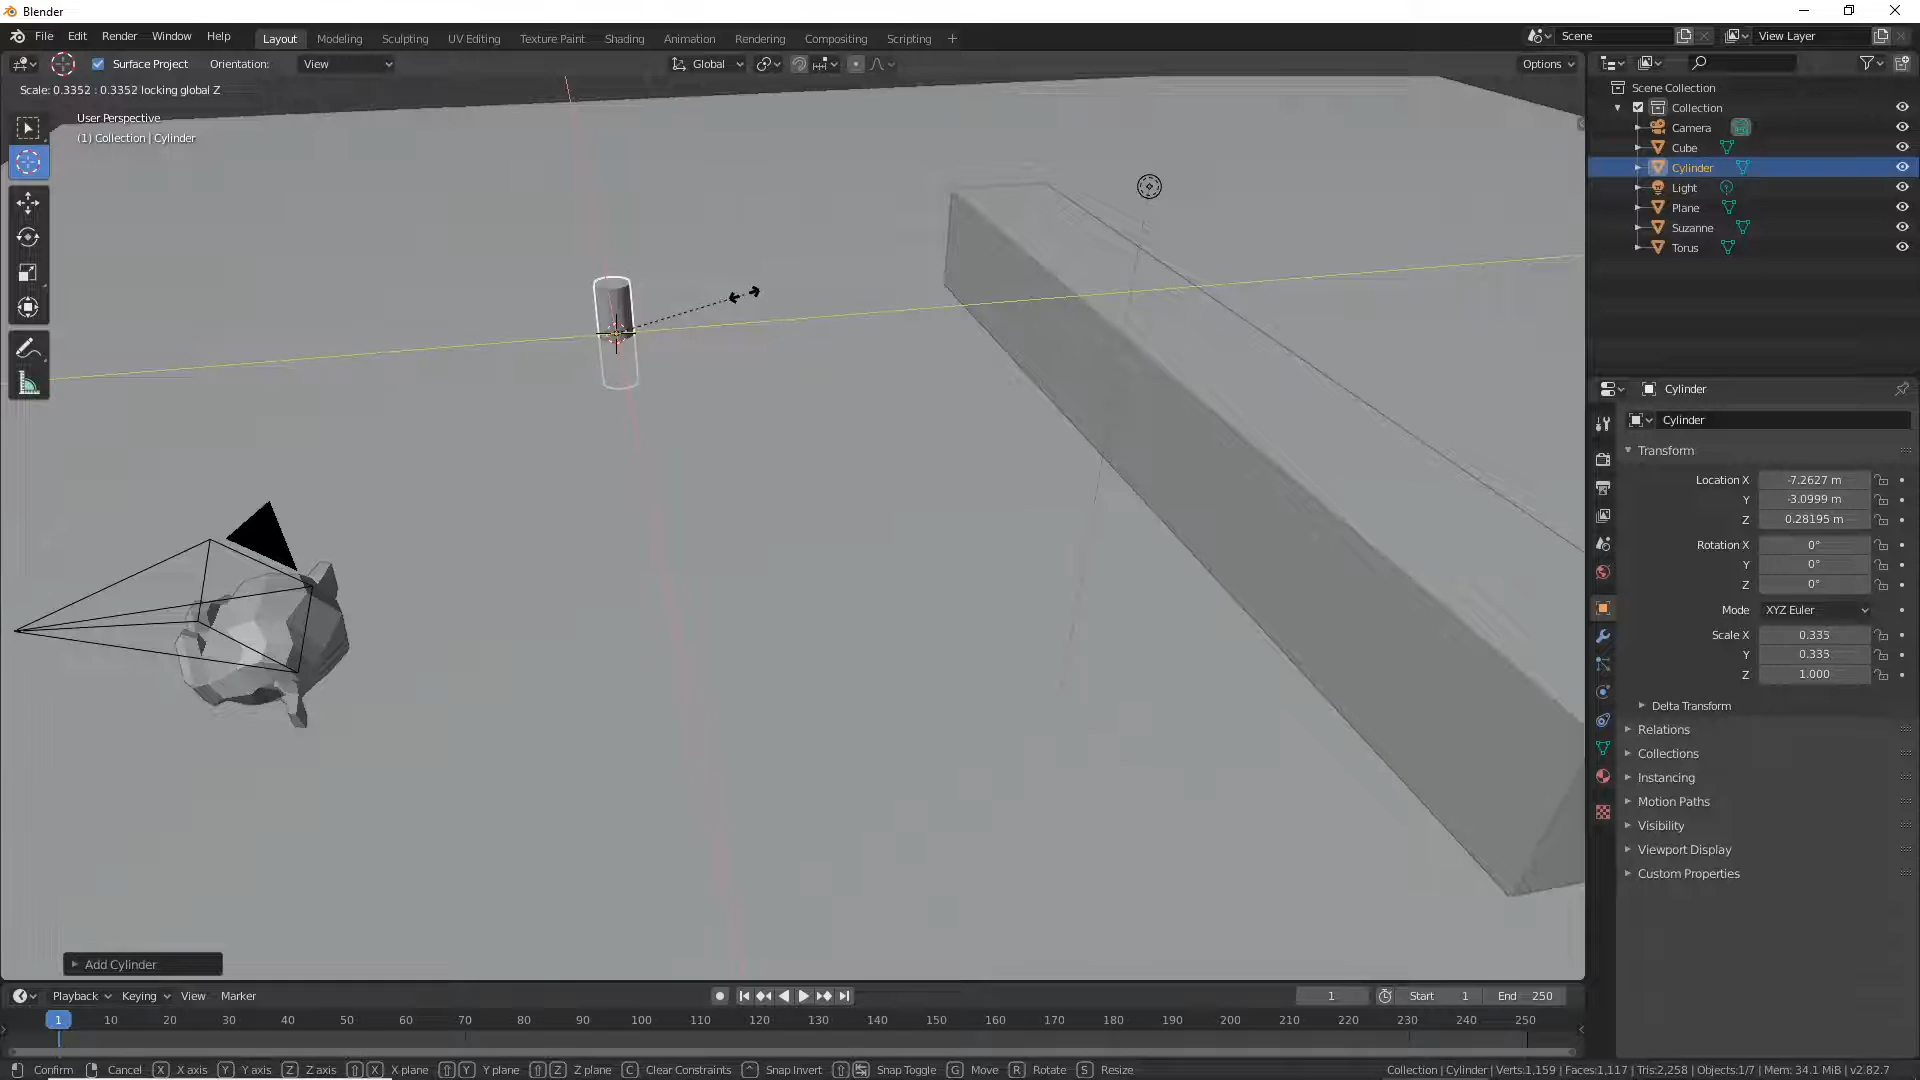 Blender
File Edit Render Window Help
Layout Modeling Sculpting UV Editing Texture Paint Shading Animation Rendering Compositing Scripting
Scene
View Layer
Surface Project Orientation: View
Global
Options
Scale: 0.3352 : 0.3352 locking global Z
User Perspective
(1) Collection | Cylinder
Scene Collection
Collection
Camera
Cube
Cylinder
Light
Plane
Suzanne
Torus
Cylinder
Cylinder
Transform
Location X -7.2627 m
Y -3.0999 m
Z 0.28195 m
Rotation X 0°
Y 0°
Z 0°
Mode XYZ Euler
Scale X 0.335
Y 0.335
Z 1.000
Delta Transform
Relations
Collections
Instancing
Motion Paths
Visibility
Viewport Display
Custom Properties
Add Cylinder
Playback Keying View Marker
1 Start 1 End 250
1 10 20 30 40 50 60 70 80 90 100 110 120 130 140 150 160 170 180 190 200 210 220 230 240 250
Confirm Cancel X X axis Y Y axis Z Z axis X X plane Y Y plane Z Z plane C Clear Constraints ^ Snap Invert Snap Toggle G Move R Rotate S Resize
Collection | Cylinder | Verts:1,159 | Faces:1,117 | Tris:2,258 | Objects:1/7 | Mem: 34.1 MiB | v2.82.7